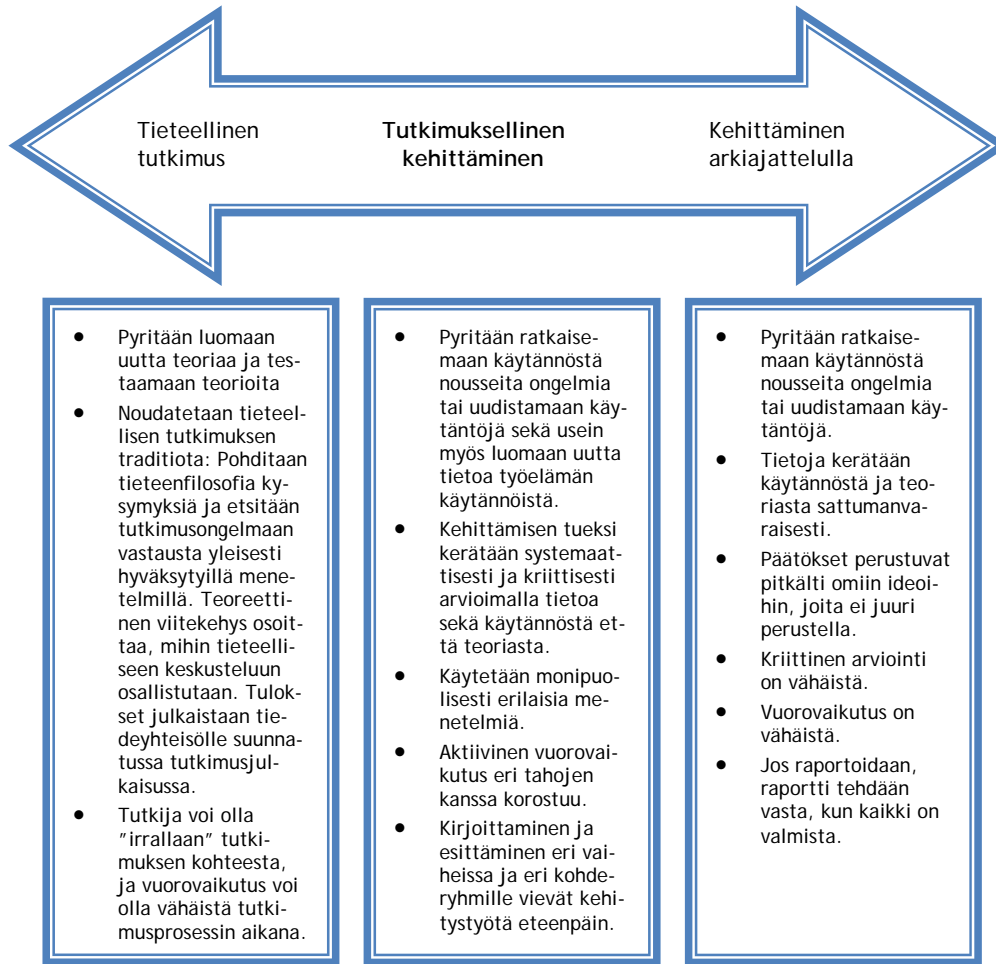 Tieteellinen
tutkimus
Tutkimuksellinen
kehittäminen
Kehittäminen
arkiajattelulla
• Pyritään luomaan
uutta teoriaa ja tes-
taamaan teorioita
• Noudatetaan tieteel-
lisen tutkimuksen
traditiota: Pohditaan
tieteenfilosofia ky-
symyksiä ja etsitään
tutkimusongelmaan
vastausta yleisesti
hyväksytyillä mene-
telmillä. Teoreetti-
nen viitekehys osoit-
taa, mihin tieteelli-
seen keskusteluun
osallistutaan. Tulok-
set julkaistaan tie-
deyhteisölle suunna-
tussa tutkimusjul-
kaisussa.
• Tutkija voi olla
"irrallaan" tutki-
muksen kohteesta,
ja vuorovaikutus voi
olla vähäistä tutki-
musprosessin aikana.
• Pyritään ratkaise-
maan käytännöstä
nousseita ongelmia
tai uudistamaan käy-
täntöjä sekä usein
myös luomaan uutta
tietoa työelämän
käytännöistä.
• Kehittämisen tueksi
kerätään systemaat-
tisesti ja kriittisesti
arvioimalla tietoa
sekä käytännöstä et-
tä teoriasta.
• Käytetään monipuo-
lisesti erilaisia me-
netelmiä.
• Aktiivinen vuorovai-
kutus eri tahojen
kanssa korostuu.
• Kirjoittaminen ja
esittäminen eri vai-
heissa ja eri kohde-
ryhmille vievät kehi-
tystyötä eteenpäin.
• Pyritään ratkaise-
maan käytännöstä
nousseita ongelmia
tai uudistamaan käy-
täntöjä.
• Tietoja kerätään
käytännöstä ja teo-
riasta sattumanva-
raisesti.
• Päätökset perustuvat
pitkälti omiin ideoi-
hin, joita ei juuri
perustella.
• Kriittinen arviointi
on vähäistä.
• Vuorovaikutus on
vähäistä.
• Jos raportoidaan,
raportti tehdään
vasta, kun kaikki on
valmista.